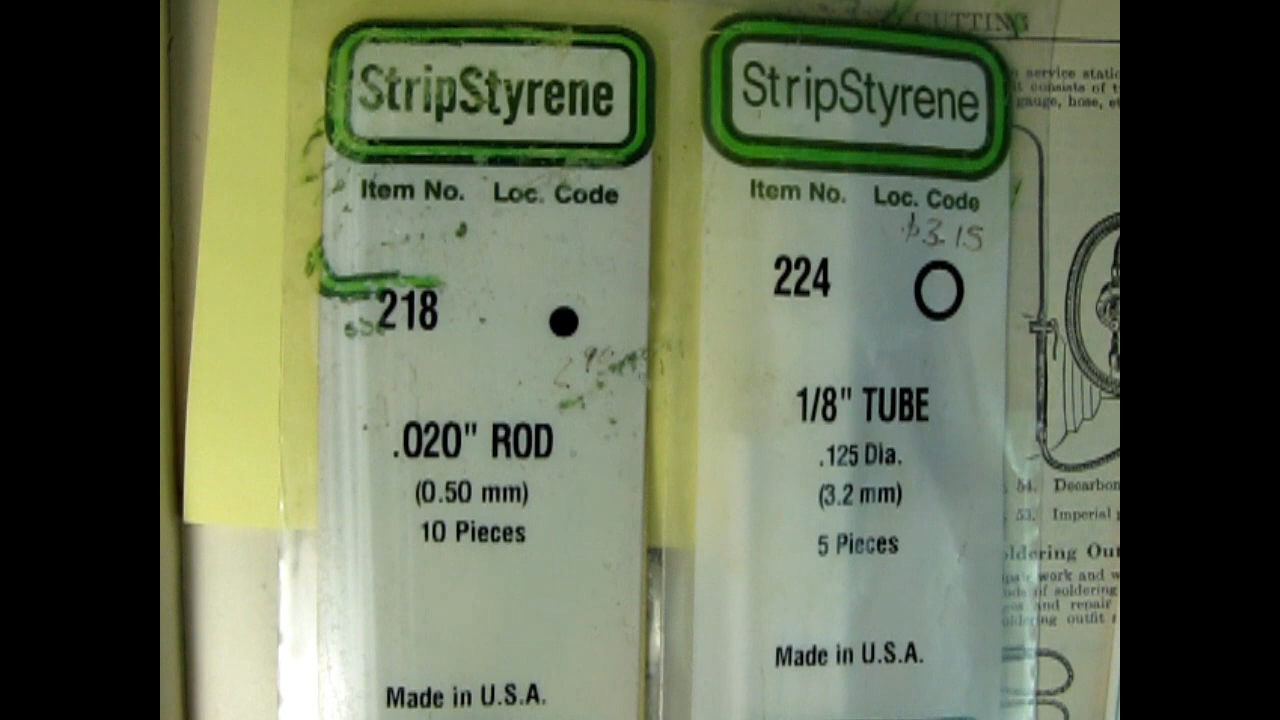 StripStyrene
Item No. Loc. Code
218
.020" ROD
(0.50 mm)
10 Pieces
Made in U.S.A.
StripStyrene
Item No. Loc. Code
$3.15
224
1/8" TUBE
.125 Dia.
(3.2 mm)
5 Pieces
Made in U.S.A.
CUTTING
service
consists of
gauge, hose,
54. Decarbon
53. Imperial
Soldering Out
work and
of soldering
and repair
outfit